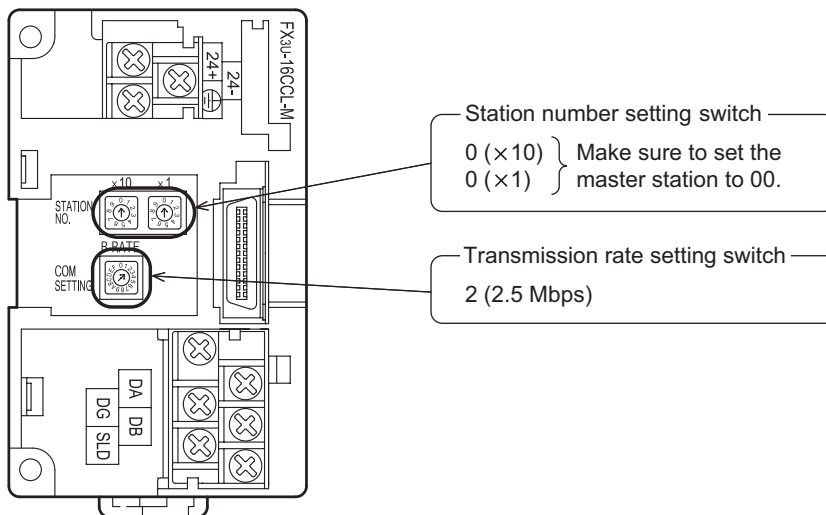 FX3U-16CCL-M
24+
24-
Station number setting switch
0 (×10)
0 (×1)
Make sure to set the
master station to 00.
×10 ×1
STATION
NO.
B RATE
COM
SETTING
Transmission rate setting switch
2 (2.5 Mbps)
DA
DB
DG
SLD